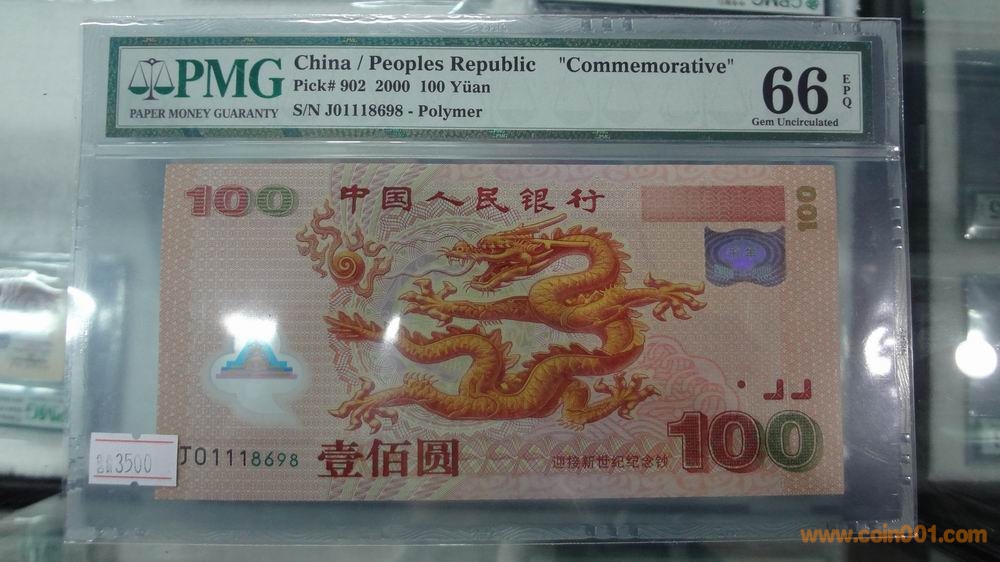 PMG
PAPER MONEY GUARANTY
China / Peoples Republic "Commemorative"
Pick# 902 2000 100 Yüan
S/N J01118698 - Polymer
66
EPQ
Gem Uncirculated
100
中国人民银行
100
J01118698
壹佰圆
迎接新世纪纪念钞
100
3500
PMG
www.coin001.com